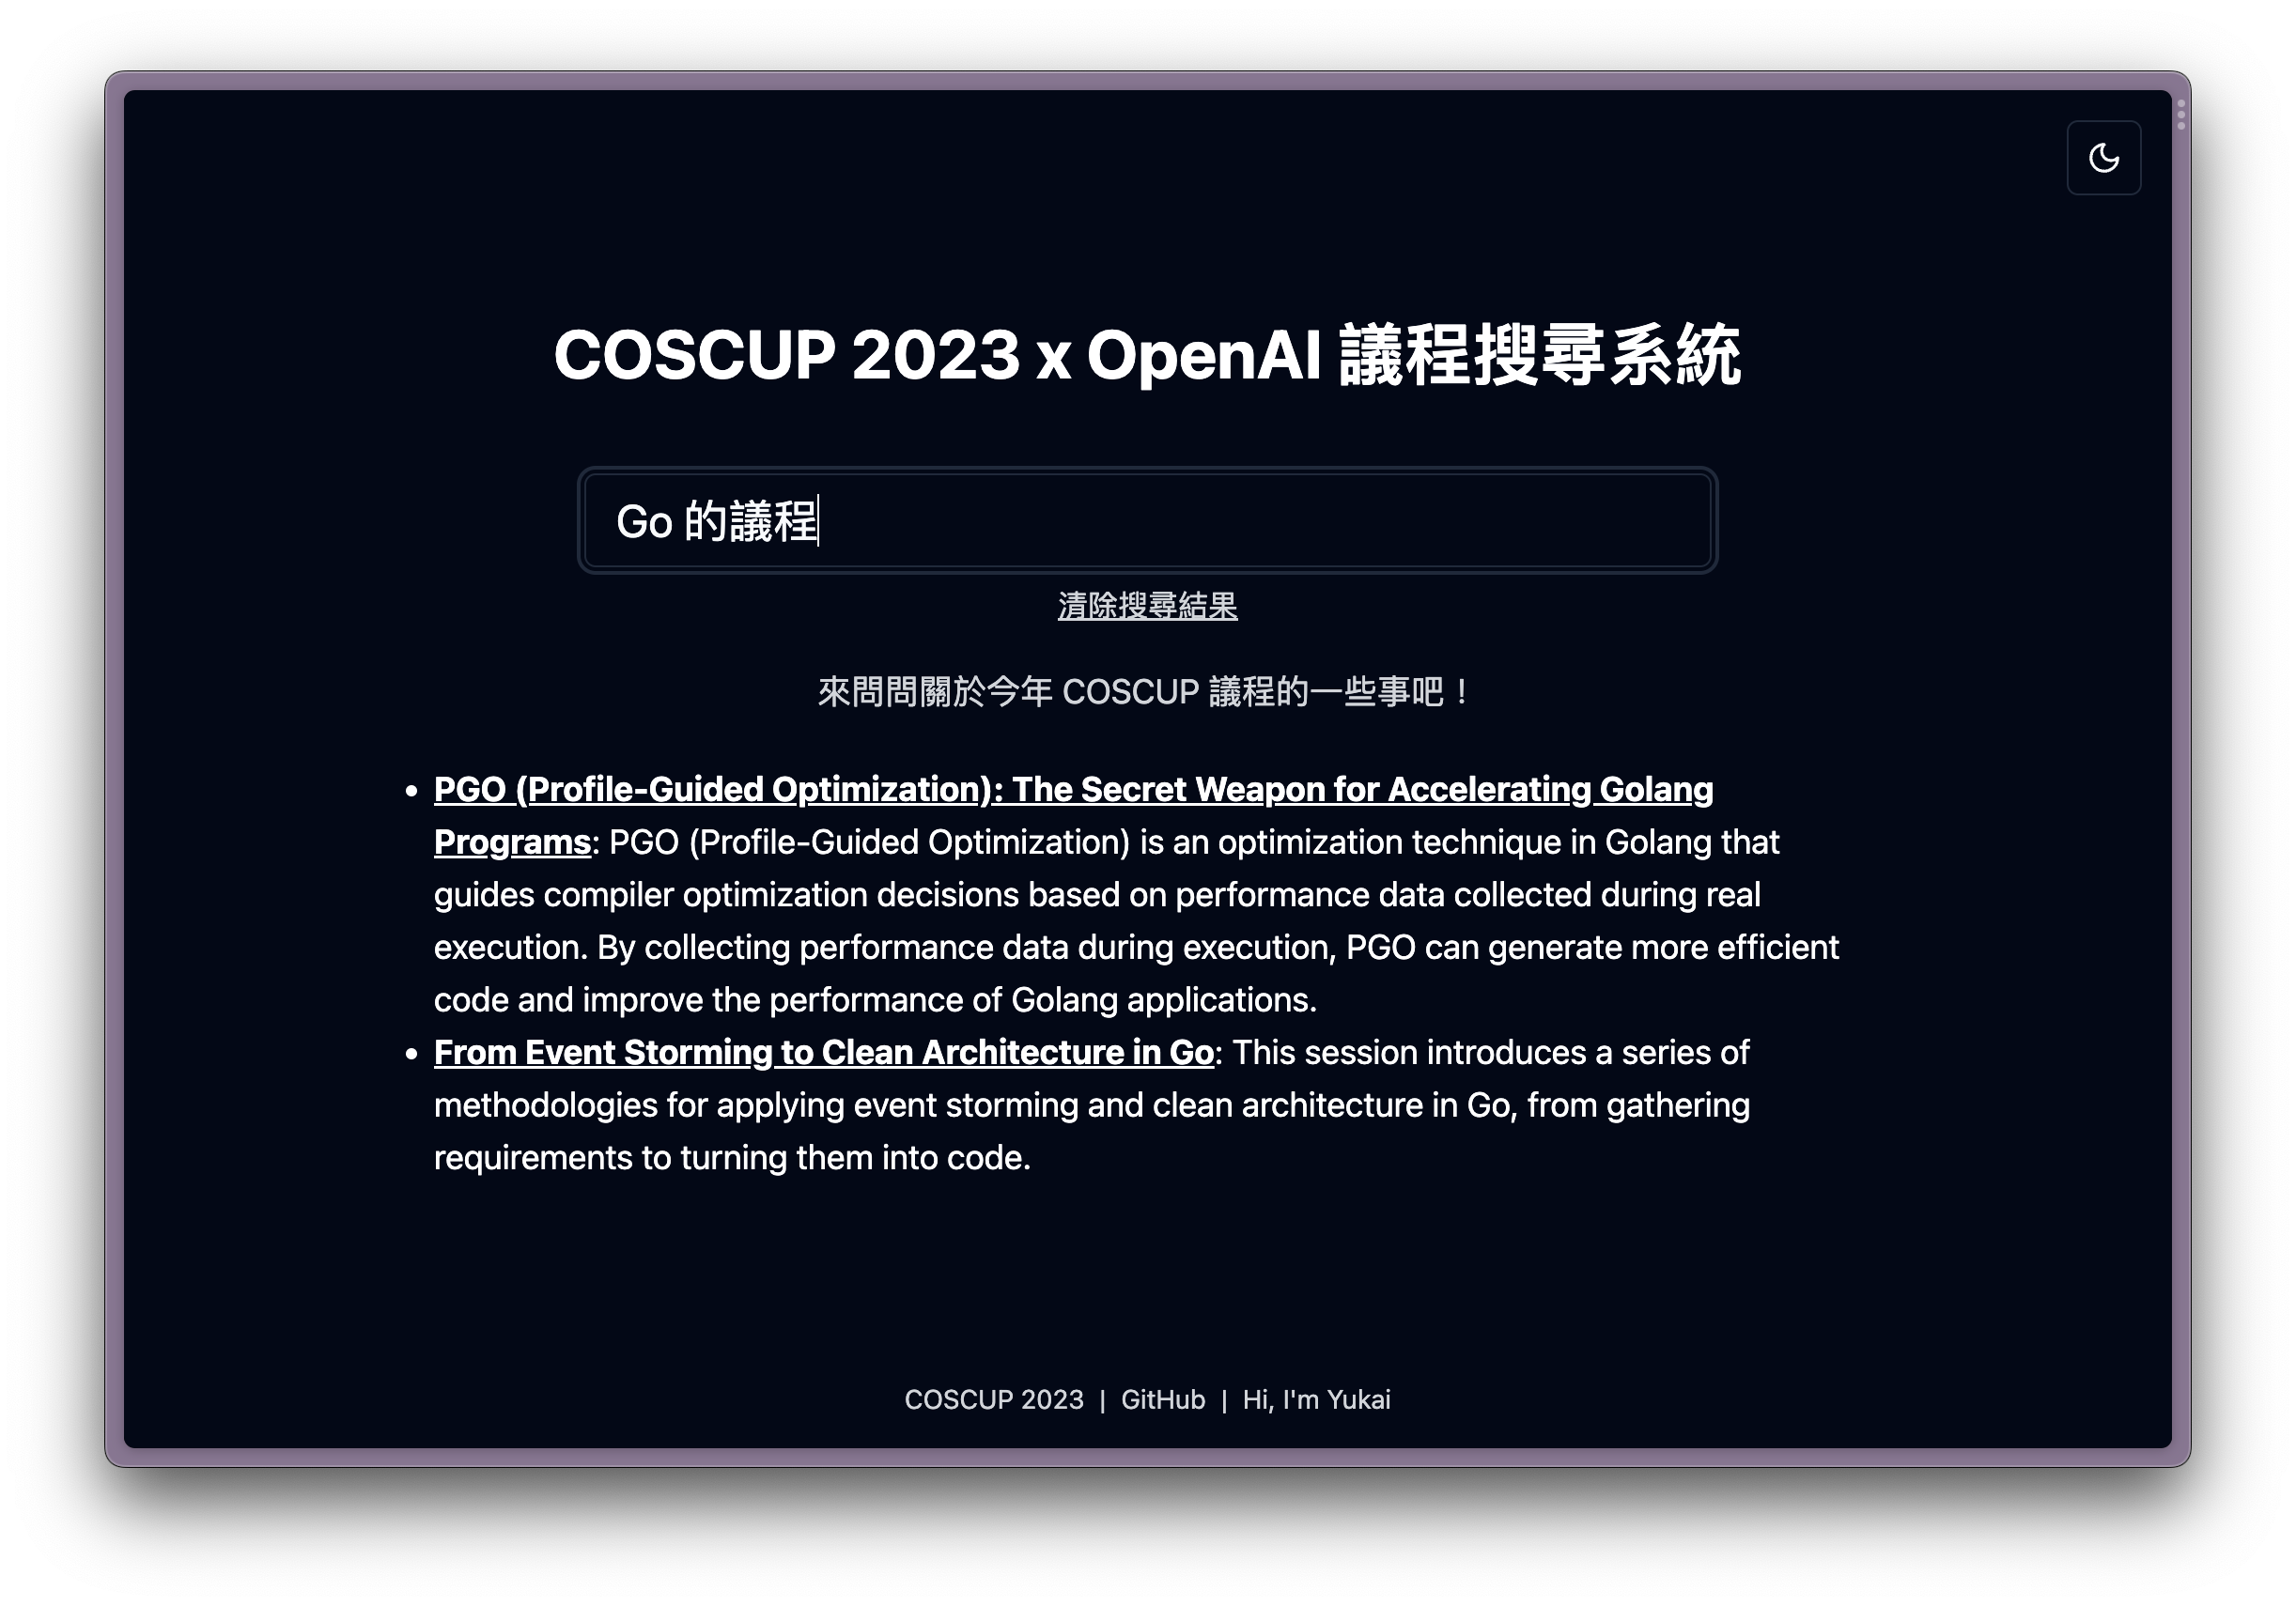 COSCUP 2023 x OpenAI 議程搜尋系統
Go 的議程
清除搜尋結果
來問問關於今年 COSCUP 議程的一些事吧！
• PGO (Profile-Guided Optimization): The Secret Weapon for Accelerating Golang
Programs: PGO (Profile-Guided Optimization) is an optimization technique in Golang that
guides compiler optimization decisions based on performance data collected during real
execution. By collecting performance data during execution, PGO can generate more efficient
code and improve the performance of Golang applications.
• From Event Storming to Clean Architecture in Go: This session introduces a series of
methodologies for applying event storming and clean architecture in Go, from gathering
requirements to turning them into code.
COSCUP 2023 | GitHub | Hi, I'm Yukai